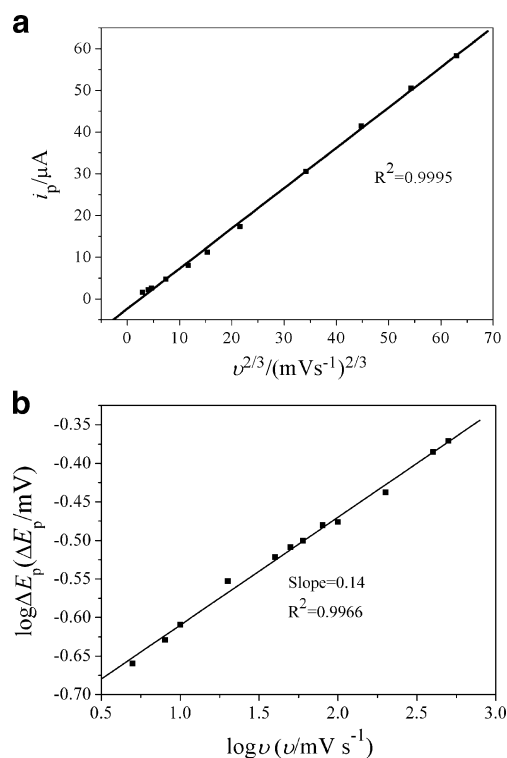 a
60
50
40
30
20
10
0
i_p/μA
R²=0.9995
0 10 20 30 40 50 60 70
υ^{2/3}/(mVs⁻¹)^{2/3}
b
-0.35
-0.40
-0.45
-0.50
-0.55
-0.60
-0.65
-0.70
logΔE_p(ΔE_p/mV)
Slope=0.14
R²=0.9966
0.5 1.0 1.5 2.0 2.5 3.0
logυ (υ/mV s⁻¹)